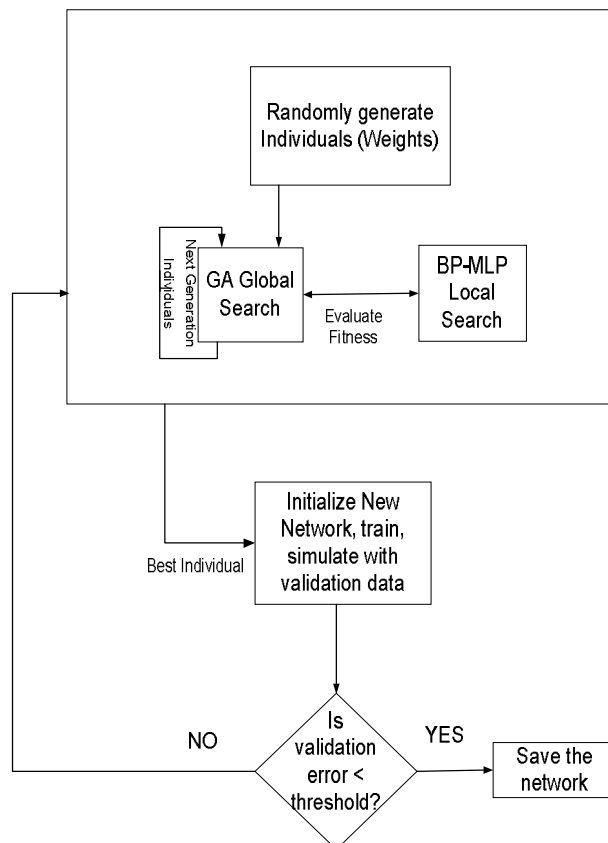 Randomly generate
Individuals (Weights)
Next Generation
Individuals
GA Global
Search
Evaluate
Fitness
BP-MLP
Local
Search
Best Individual
Initialize New
Network, train,
simulate with
validation data
Is
validation
error <
threshold?
NO
YES
Save the
network